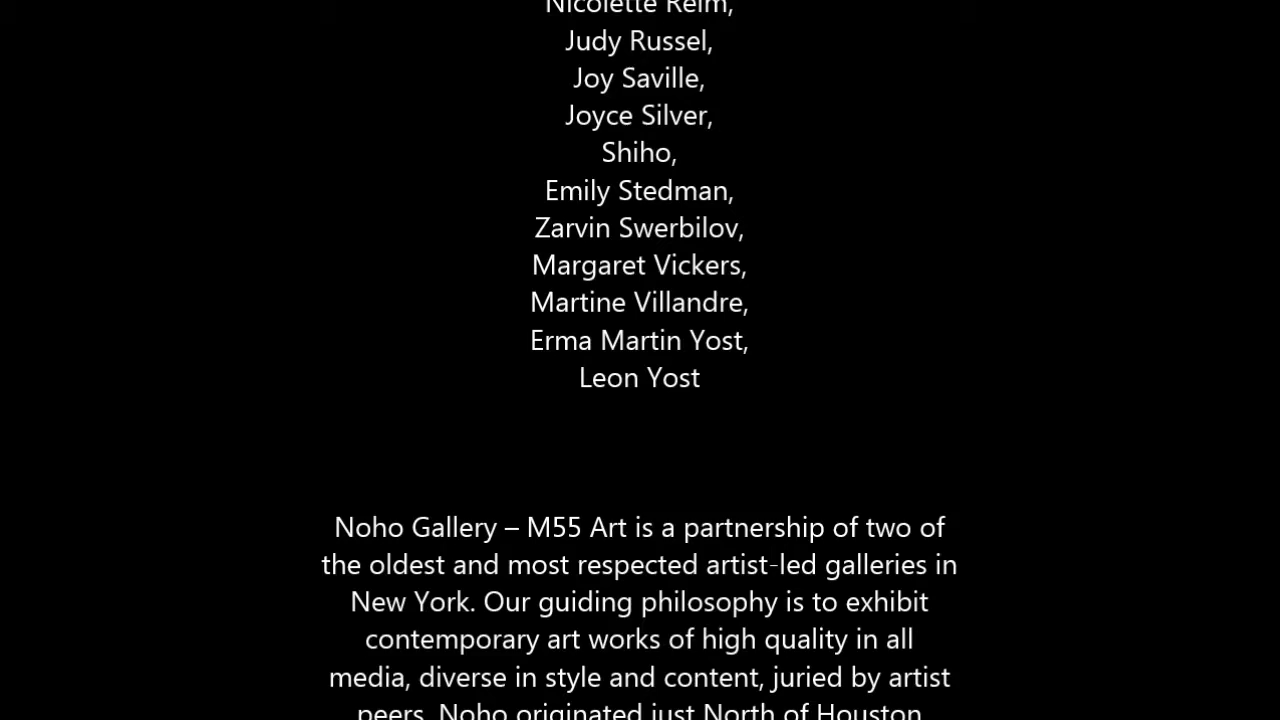 Nicolette Reim,
Judy Russel,
Joy Saville,
Joyce Silver,
Shiho,
Emily Stedman,
Zarvin Swerbilov,
Margaret Vickers,
Martine Villandre,
Erma Martin Yost,
Leon Yost
Noho Gallery – M55 Art is a partnership of two of
the oldest and most respected artist-led galleries in
New York. Our guiding philosophy is to exhibit
contemporary art works of high quality in all
media, diverse in style and content, juried by artist
peers. Noho originated just North of Houston